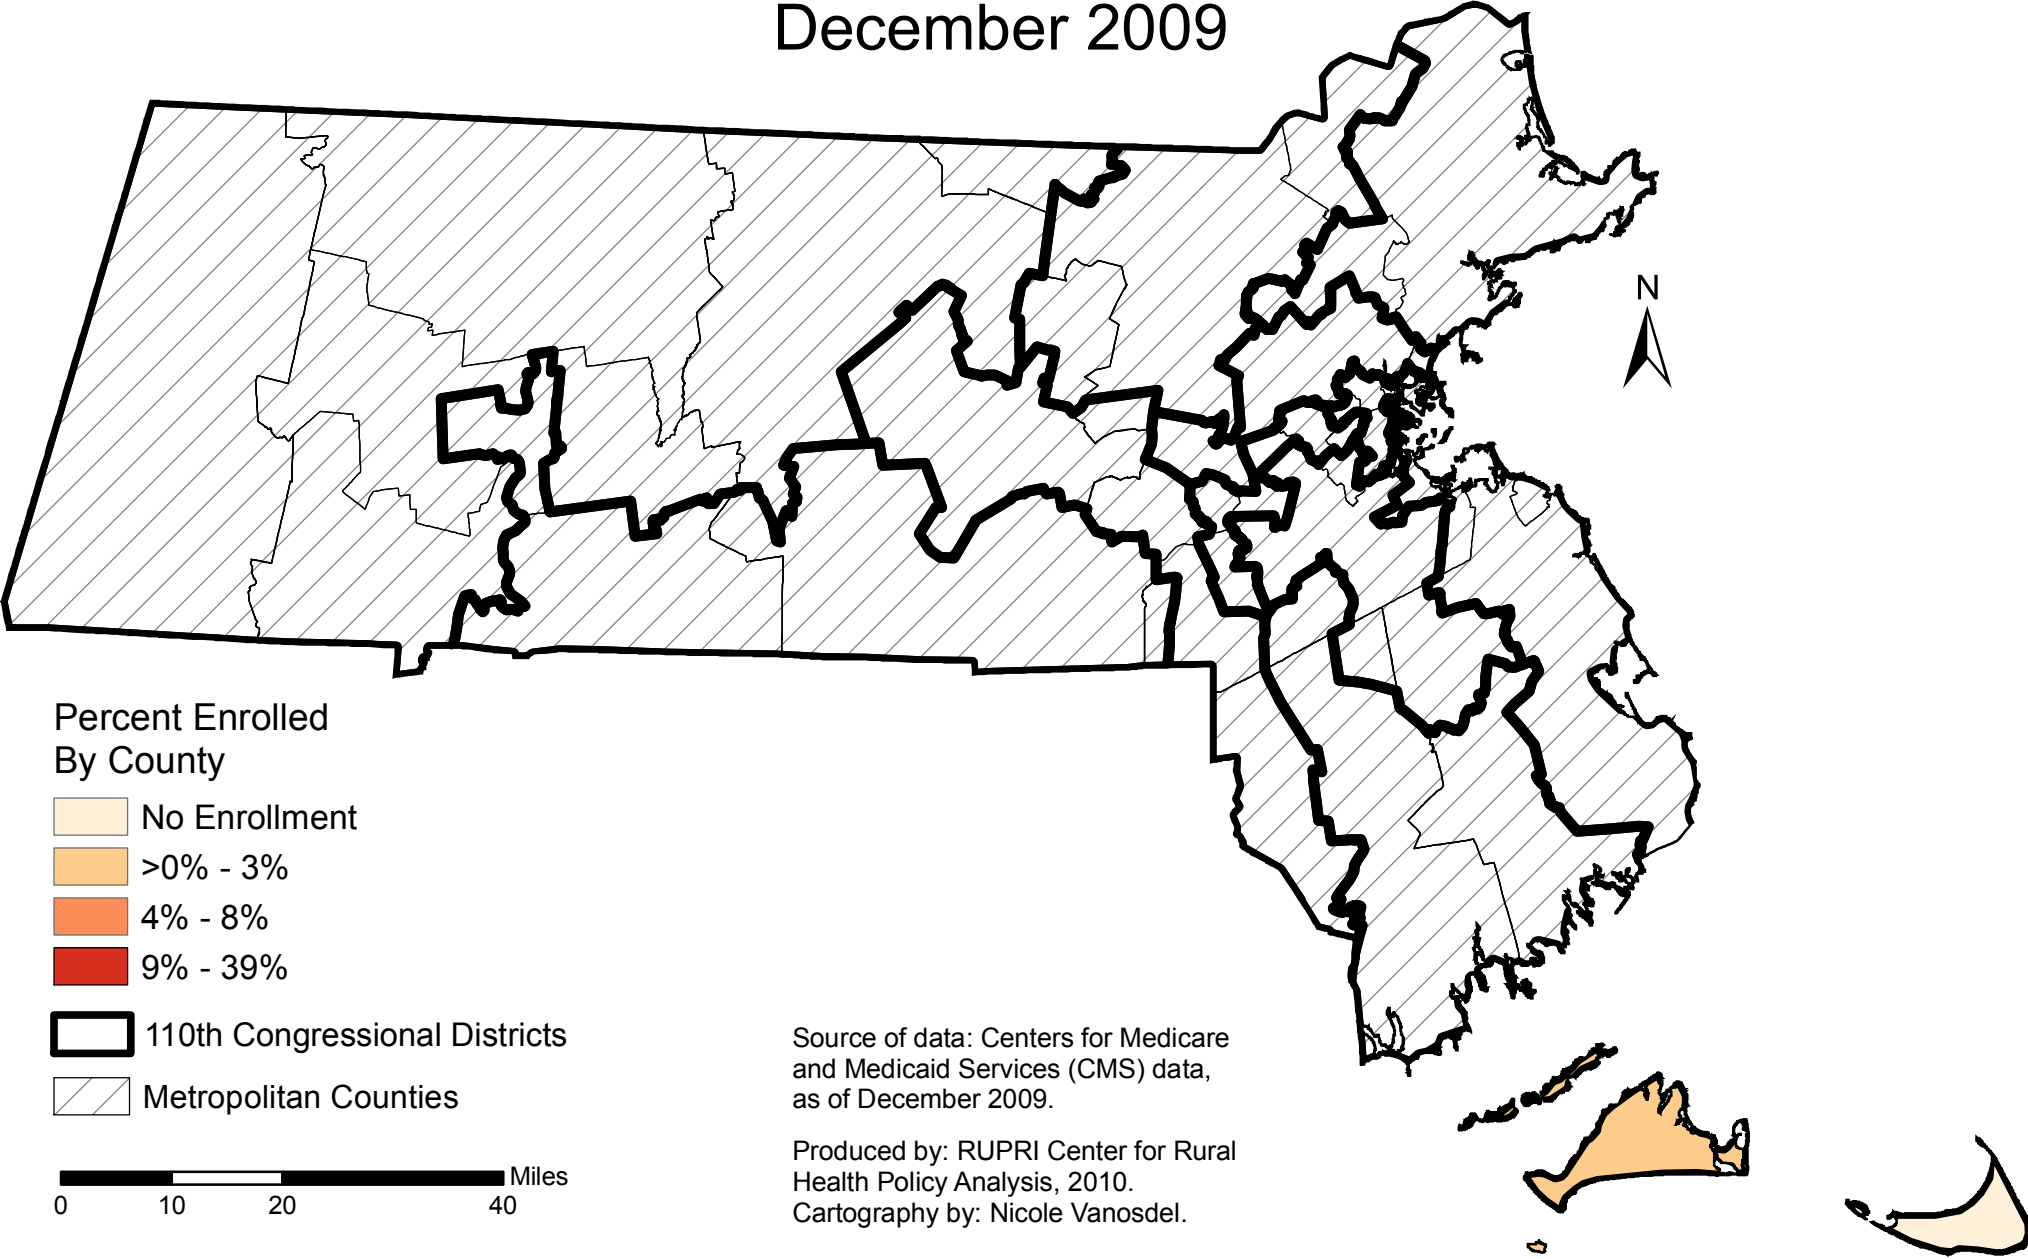 December 2009
N
Percent Enrolled
By County
No Enrollment
>0% - 3%
4% - 8%
9% - 39%
110th Congressional Districts
Metropolitan Counties
Miles
0 10 20 40
Source of data: Centers for Medicare
and Medicaid Services (CMS) data,
as of December 2009.
Produced by: RUPRI Center for Rural
Health Policy Analysis, 2010.
Cartography by: Nicole Vanosdel.